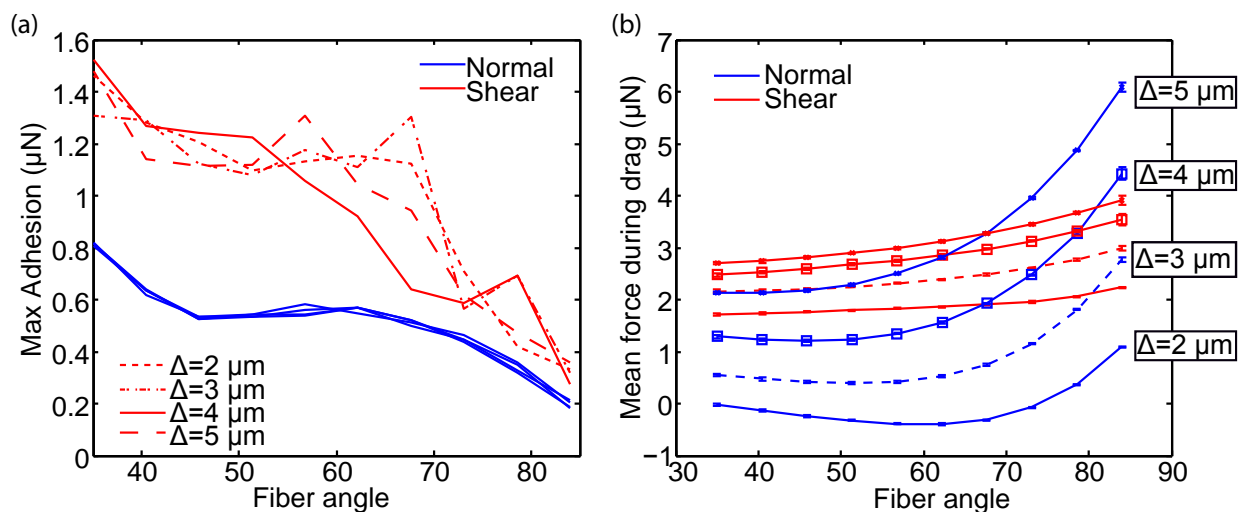 (a)
1.6
1.4
1.2
1
0.8
0.6
0.4
0.2
0
Max Adhesion (µN)
Normal
Shear
Δ=2 µm
Δ=3 µm
Δ=4 µm
Δ=5 µm
40 50 60 70 80
Fiber angle
(b)
7
6
5
4
3
2
1
0
−1
Mean force during drag (µN)
Normal
Shear
Δ=5 µm
Δ=4 µm
Δ=3 µm
Δ=2 µm
30 40 50 60 70 80 90
Fiber angle